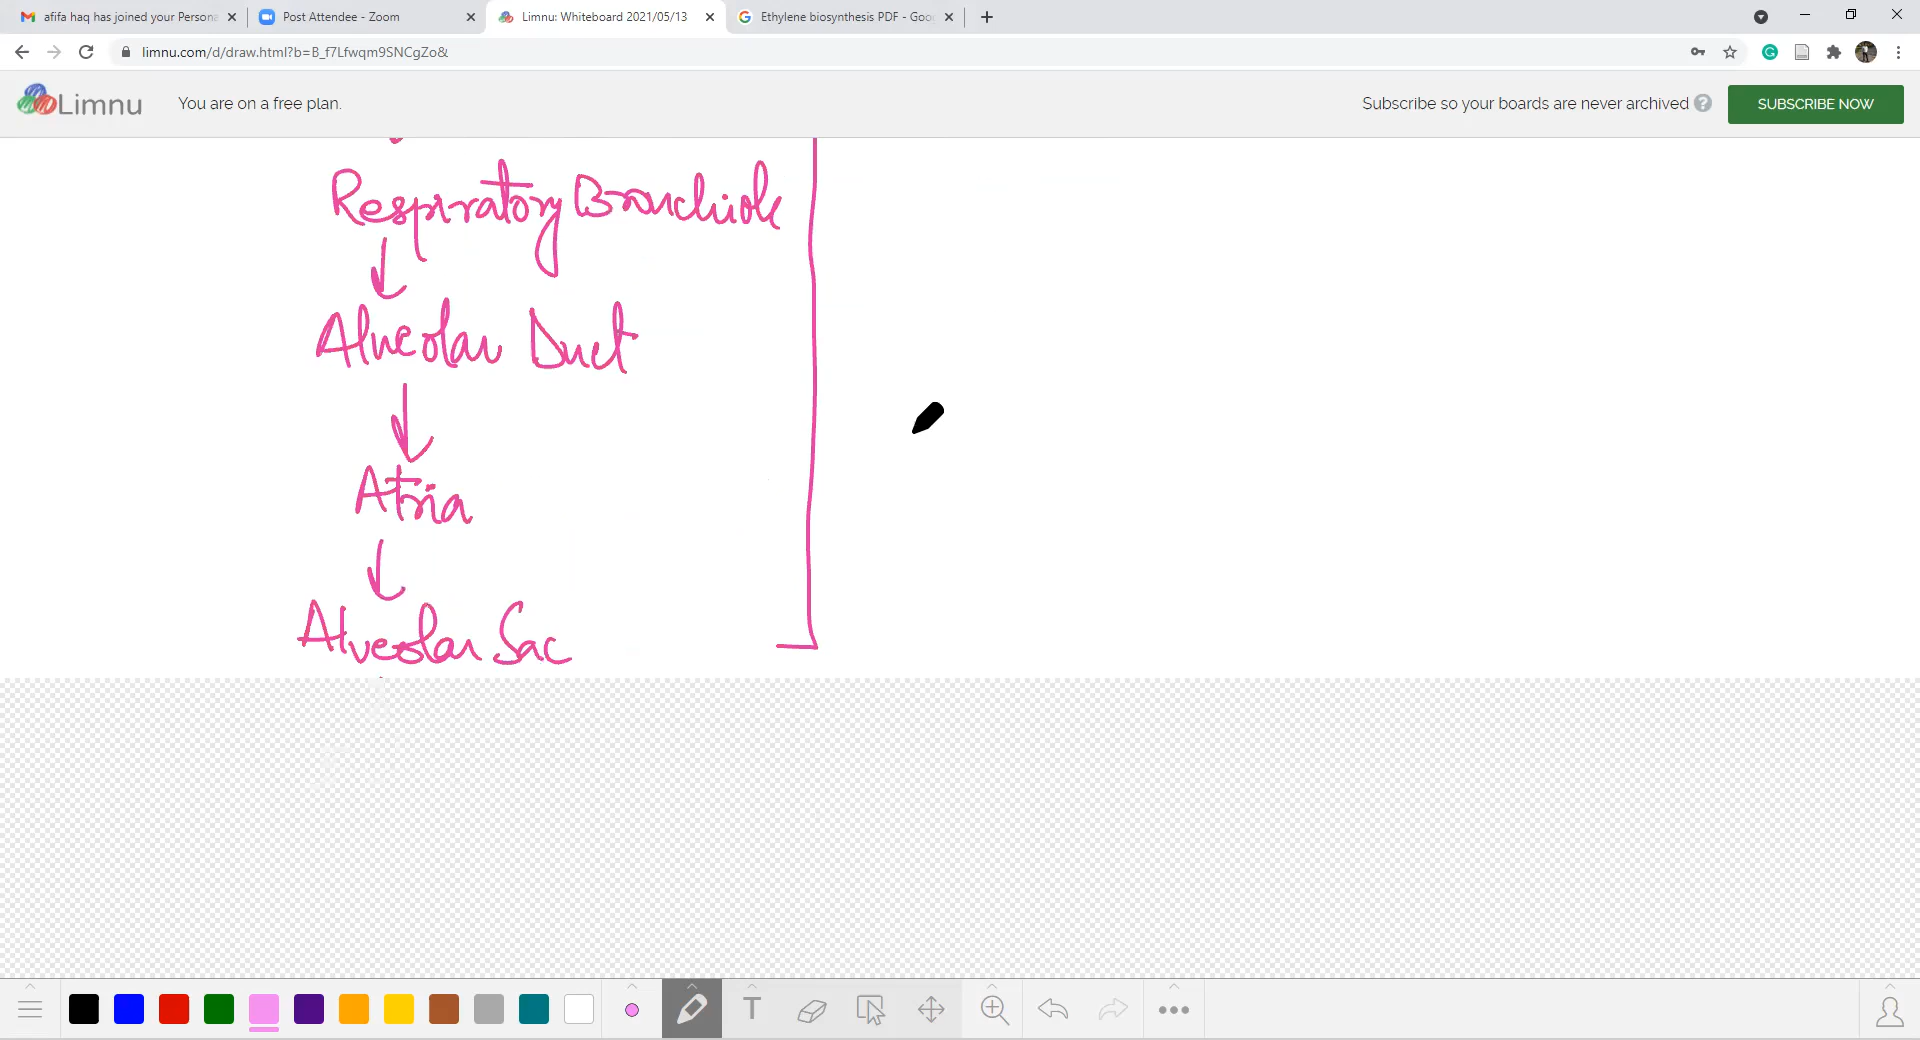 afifa haq has joined your Persona
Post Attendee - Zoom
Limnu: Whiteboard 2021/05/13
Ethylene biosynthesis PDF - Goo
limnu.com/d/draw.html?b=B_f7Lfwqm9SNCgZo&
Limnu
You are on a free plan.
Subscribe so your boards are never archived ?
SUBSCRIBE NOW
Respiratory Bronchiole
Alveolar Duct
Atria
Alveolar Sac
T